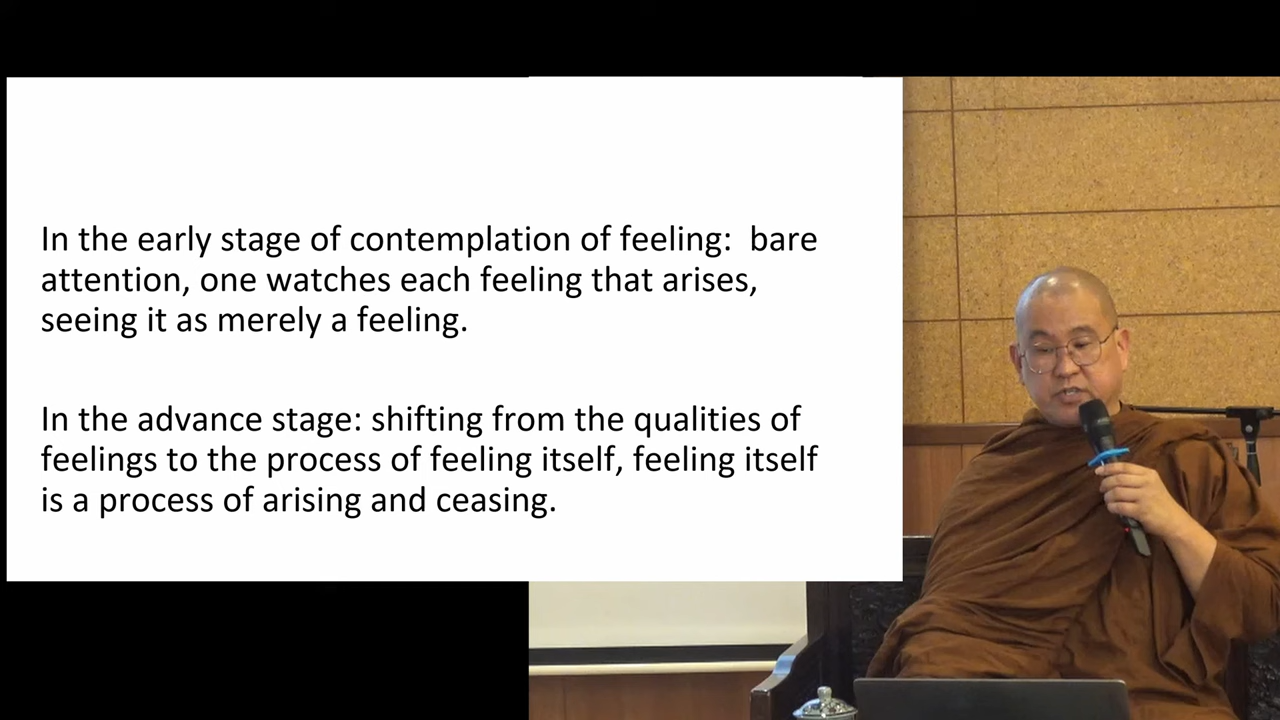 In the early stage of contemplation of feeling:  bare
attention, one watches each feeling that arises,
seeing it as merely a feeling.
In the advance stage: shifting from the qualities of
feelings to the process of feeling itself, feeling itself
is a process of arising and ceasing.